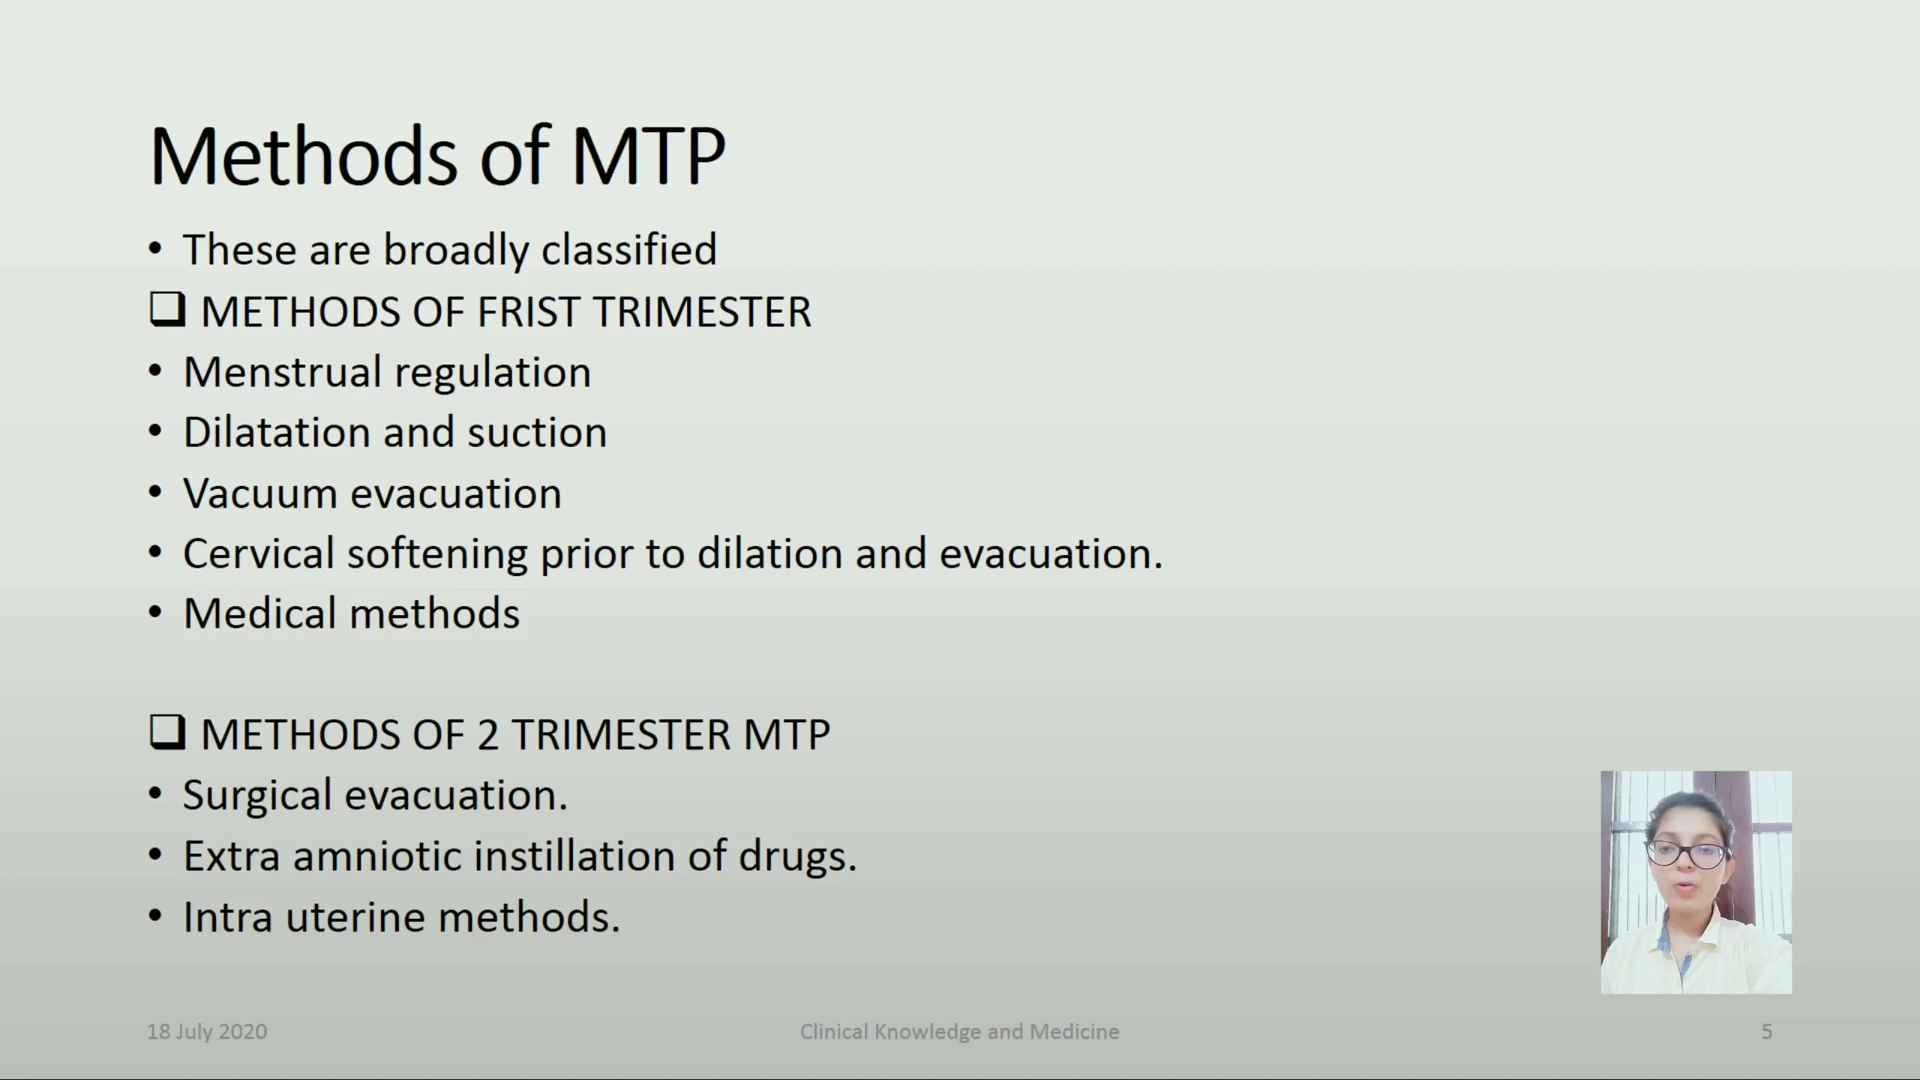 Methods of MTP
• These are broadly classified
❑ METHODS OF FRIST TRIMESTER
• Menstrual regulation
• Dilatation and suction
• Vacuum evacuation
• Cervical softening prior to dilation and evacuation.
• Medical methods
❑ METHODS OF 2 TRIMESTER MTP
• Surgical evacuation.
• Extra amniotic instillation of drugs.
• Intra uterine methods.
18 July 2020
Clinical Knowledge and Medicine
5